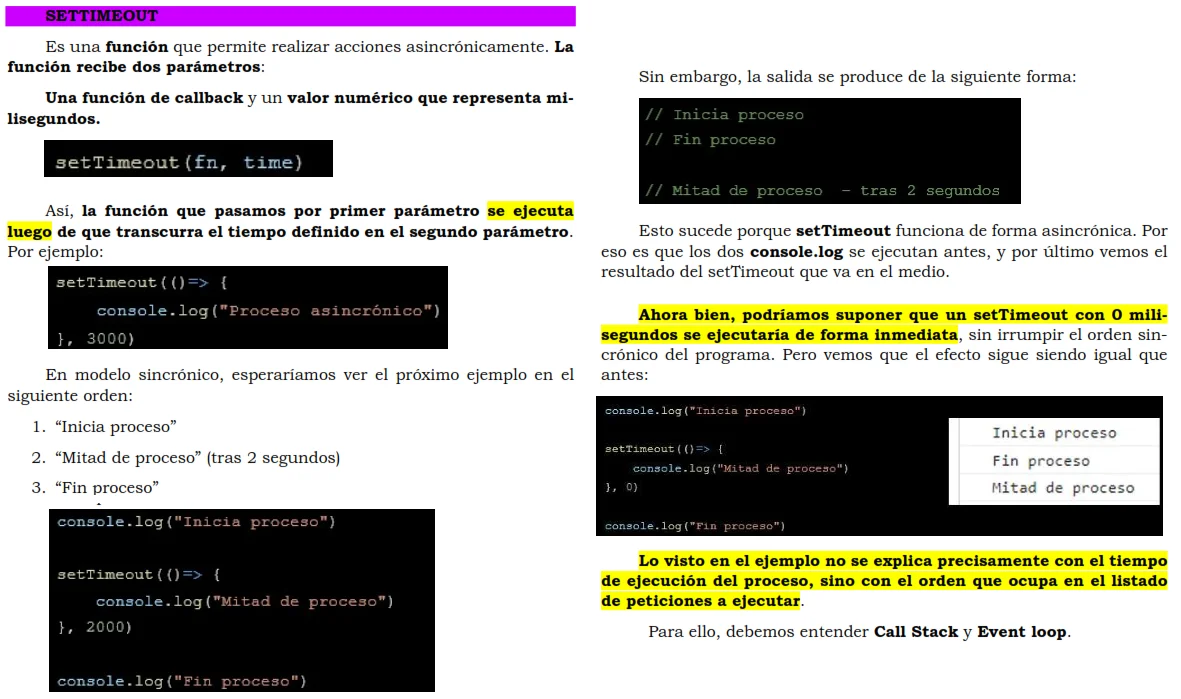 SETTIMEOUT
Es una función que permite realizar acciones asincrónicamente. La
función recibe dos parámetros:
Una función de callback y un valor numérico que representa mi-
lisegundos.
setTimeout(fn, time)
Así, la función que pasamos por primer parámetro se ejecuta
luego de que transcurra el tiempo definido en el segundo parámetro.
Por ejemplo:
setTimeout(()=> {
console.log("Proceso asincrónico")
}, 3000)
En modelo sincrónico, esperaríamos ver el próximo ejemplo en el
siguiente orden:
1. “Inicia proceso”
2. “Mitad de proceso” (tras 2 segundos)
3. “Fin proceso”
console.log("Inicia proceso")
setTimeout(()=> {
console.log("Mitad de proceso")
}, 2000)
console.log("Fin proceso")
Sin embargo, la salida se produce de la siguiente forma:
// Inicia proceso
// Fin proceso
// Mitad de proceso - tras 2 segundos
Esto sucede porque setTimeout funciona de forma asincrónica. Por
eso es que los dos console.log se ejecutan antes, y por último vemos el
resultado del setTimeout que va en el medio.
Ahora bien, podríamos suponer que un setTimeout con 0 mili-
segundos se ejecutaría de forma inmediata, sin irrumpir el orden sin-
crónico del programa. Pero vemos que el efecto sigue siendo igual que
antes:
console.log("Inicia proceso")
setTimeout(()=> {
console.log("Mitad de proceso")
}, 0)
console.log("Fin proceso")
Inicia proceso
Fin proceso
Mitad de proceso
Lo visto en el ejemplo no se explica precisamente con el tiempo
de ejecución del proceso, sino con el orden que ocupa en el listado
de peticiones a ejecutar.
Para ello, debemos entender Call Stack y Event loop.